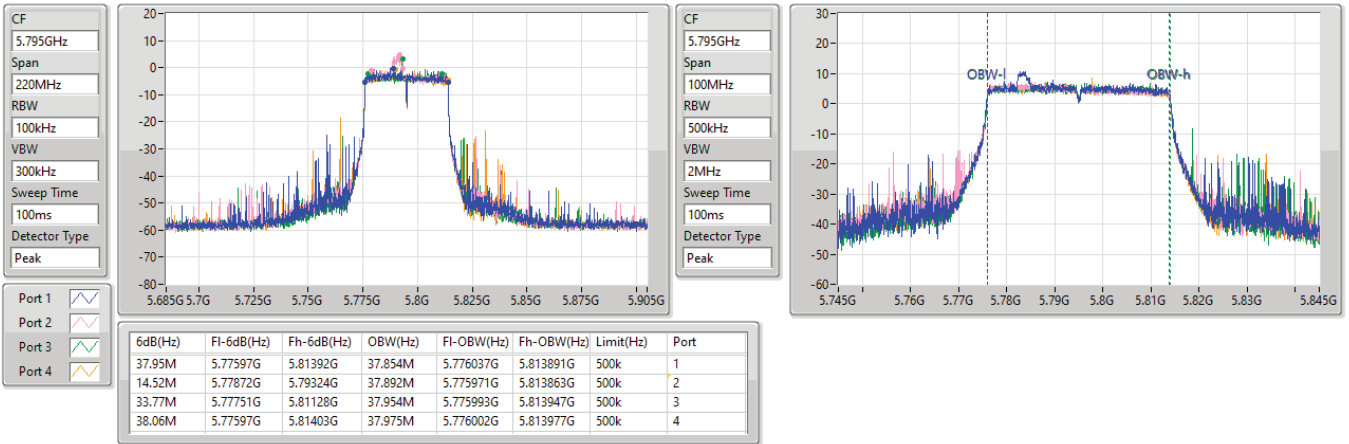 CF
5.795GHz
Span
220MHz
RBW
100kHz
VBW
300kHz
Sweep Time
100ms
Detector Type
Peak
20-
10-
0-
-10-
-20-
-30-
-40-
-50-
-60-
-70-
-80-
5.685G 5.7G 5.725G 5.75G 5.775G 5.8G 5.825G 5.85G 5.875G 5.905G
CF
5.795GHz
Span
100MHz
RBW
500kHz
VBW
2MHz
Sweep Time
100ms
Detector Type
Peak
30-
20-
10-
0-
-10-
-20-
-30-
-40-
-50-
-60-
OBW-l OBW-h
5.745G 5.76G 5.77G 5.78G 5.79G 5.8G 5.81G 5.82G 5.83G 5.845G
Port 1
Port 2
Port 3
Port 4
6dB(Hz) Fl-6dB(Hz) Fh-6dB(Hz) OBW(Hz) Fl-OBW(Hz) Fh-OBW(Hz) Limit(Hz) Port
37.95M 5.77597G 5.81392G 37.854M 5.776037G 5.813891G 500k 1
14.52M 5.77872G 5.79324G 37.892M 5.775971G 5.813863G 500k 2
33.77M 5.77751G 5.81128G 37.954M 5.775993G 5.813947G 500k 3
38.06M 5.77597G 5.81403G 37.975M 5.776002G 5.813977G 500k 4